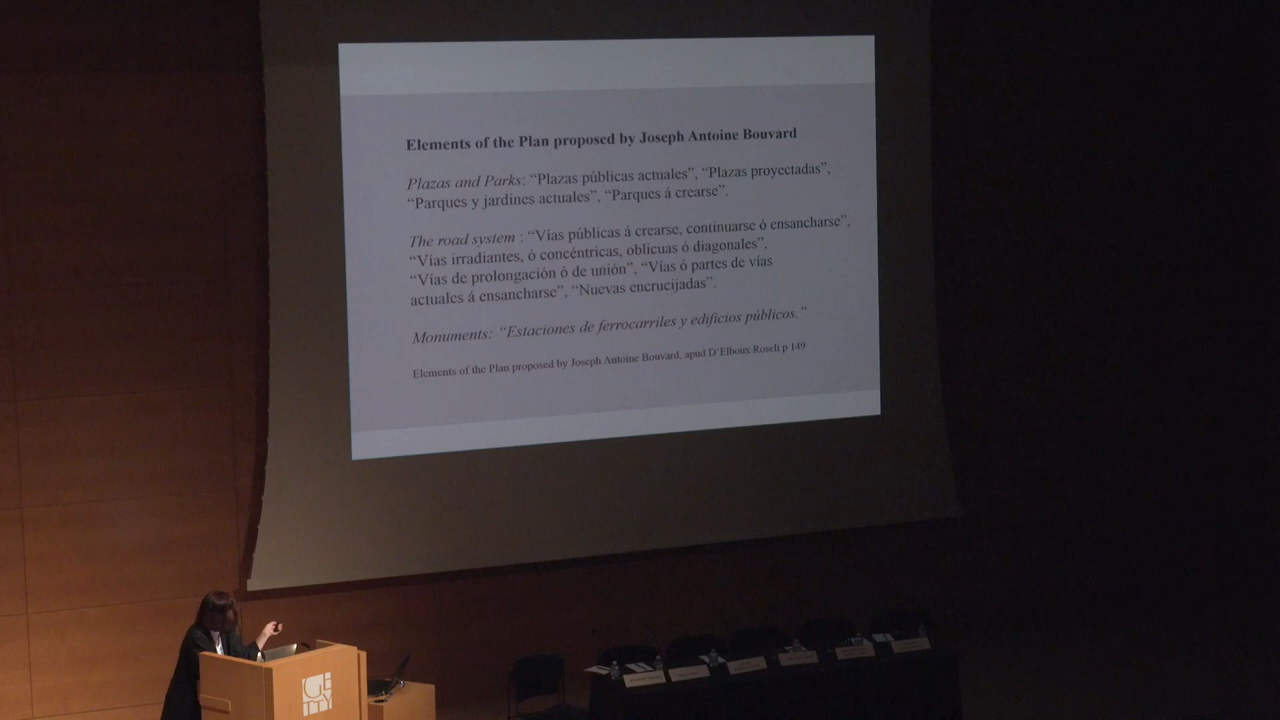 Elements of the Plan proposed by Joseph Antoine Bouvard
Plazas and Parks: “Plazas públicas actuales”, “Plazas proyectadas”,
“Parques y jardines actuales”, “Parques á crearse”.
The road system : “Vías públicas á crearse, continuarse ó ensancharse”,
“Vías irradiantes, ó concéntricas, oblicuas ó diagonales”,
“Vías de prolongación ó de unión”, “Vías ó partes de vías
actuales á ensancharse”, “Nuevas encrucijadas”.
Monuments: “Estaciones de ferrocarriles y edificios públicos.”
Elements of the Plan proposed by Joseph Antoine Bouvard, apud D’Elboux Roseli p 149
GE
TTY